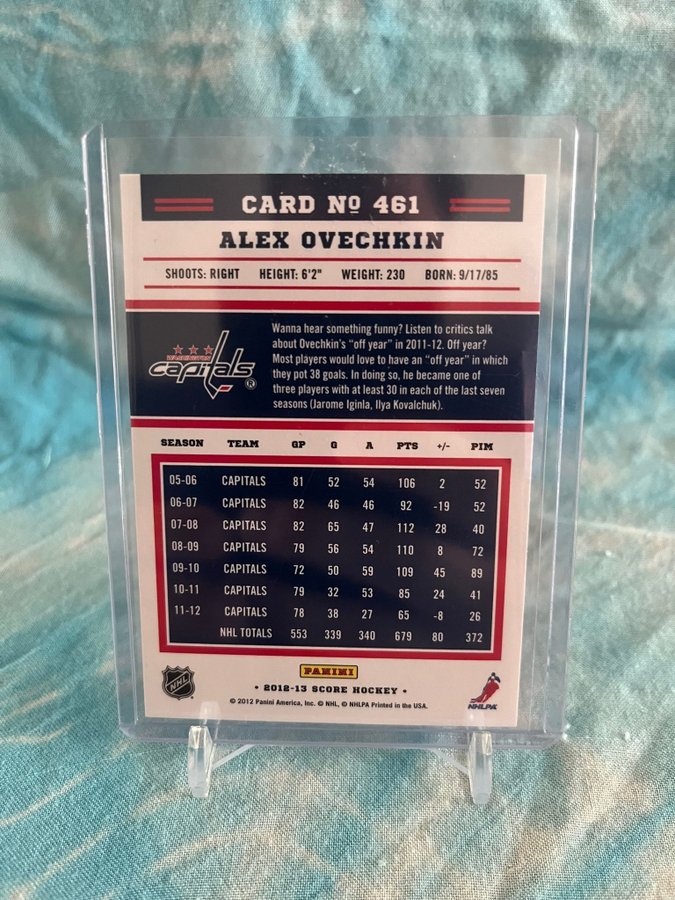 CARD Nº 461
ALEX OVECHKIN
SHOOTS: RIGHT HEIGHT: 6'2" WEIGHT: 230 BORN: 9/17/85
WASHINGTON
capitals®
Wanna hear something funny? Listen to critics talk
about Ovechkin's "off year" in 2011-12. Off year?
Most players would love to have an "off year" in which
they pot 38 goals. In doing so, he became one of
three players with at least 30 in each of the last seven
seasons (Jarome Iginla, Ilya Kovalchuk).
SEASON TEAM GP G A PTS +/- PIM
05-06 CAPITALS 81 52 54 106 2 52
06-07 CAPITALS 82 46 46 92 -19 52
07-08 CAPITALS 82 65 47 112 28 40
08-09 CAPITALS 79 56 54 110 8 72
09-10 CAPITALS 72 50 59 109 45 89
10-11 CAPITALS 79 32 53 85 24 41
11-12 CAPITALS 78 38 27 65 -8 26
NHL TOTALS 553 339 340 679 80 372
NHL
PANINI
• 2012-13 SCORE HOCKEY •
© 2012 Panini America, Inc. © NHL, © NHLPA Printed in the USA.
NHLPA